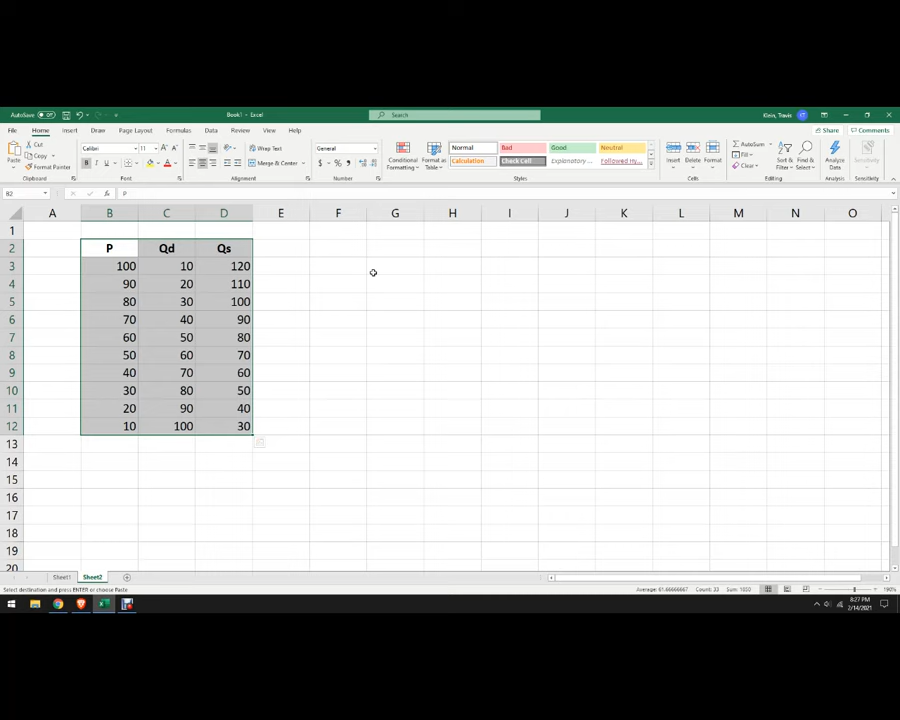 AutoSave Off Book1 - Excel Search Klein, Travis
File Home Insert Draw Page Layout Formulas Data Review View Help Share Comments
Paste Cut Calibri 11 Wrap Text General Conditional Formatting Format as Table Normal Bad Good Neutral Insert Delete Format AutoSum Sort & Filter Find & Select Analyze Data Sensitivity
Copy Fill
Format Painter Merge & Center Calculation Check Cell Explanatory ... Followed Hy... Clear
Clipboard Font Alignment Number Styles Cells Editing Analysis Sensitivity
B2 P
A B C D E F G H I J K L M N O
1
2 P Qd Qs
3 100 10 120
4 90 20 110
5 80 30 100
6 70 40 90
7 60 50 80
8 50 60 70
9 40 70 60
10 30 80 50
11 20 90 40
12 10 100 30
13
14
15
16
17
18
19
20
Sheet1 Sheet2
Select destination and press ENTER or choose Paste Average: 61.66666667 Count: 33 Sum: 1850 190%
8:27 PM
2/14/2021